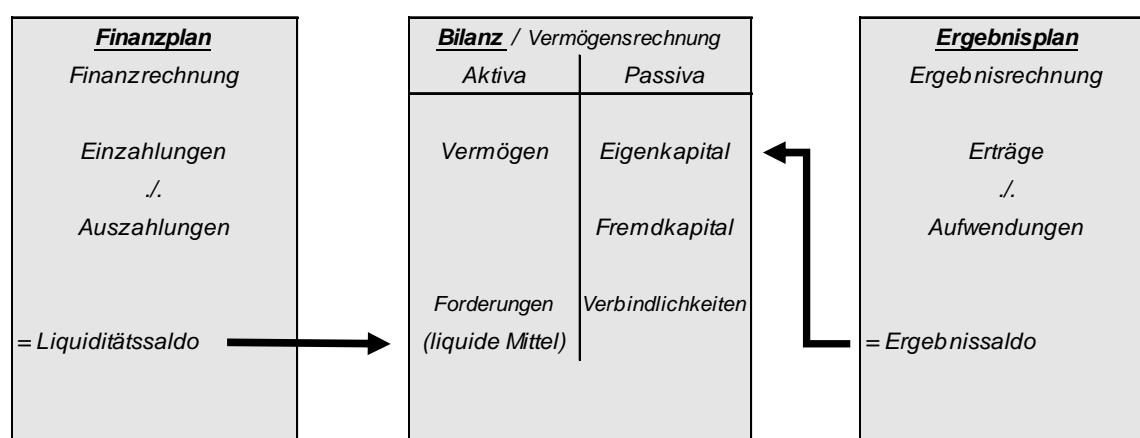 Finanzplan
Finanzrechnung
Einzahlungen
./.
Auszahlungen
= Liquiditätssaldo
Bilanz / Vermögensrechnung
Aktiva Passiva
Vermögen Eigenkapital
Fremdkapital
Forderungen Verbindlichkeiten
(liquide Mittel)
Ergebnisplan
Ergebnisrechnung
Erträge
./.
Aufwendungen
= Ergebnissaldo